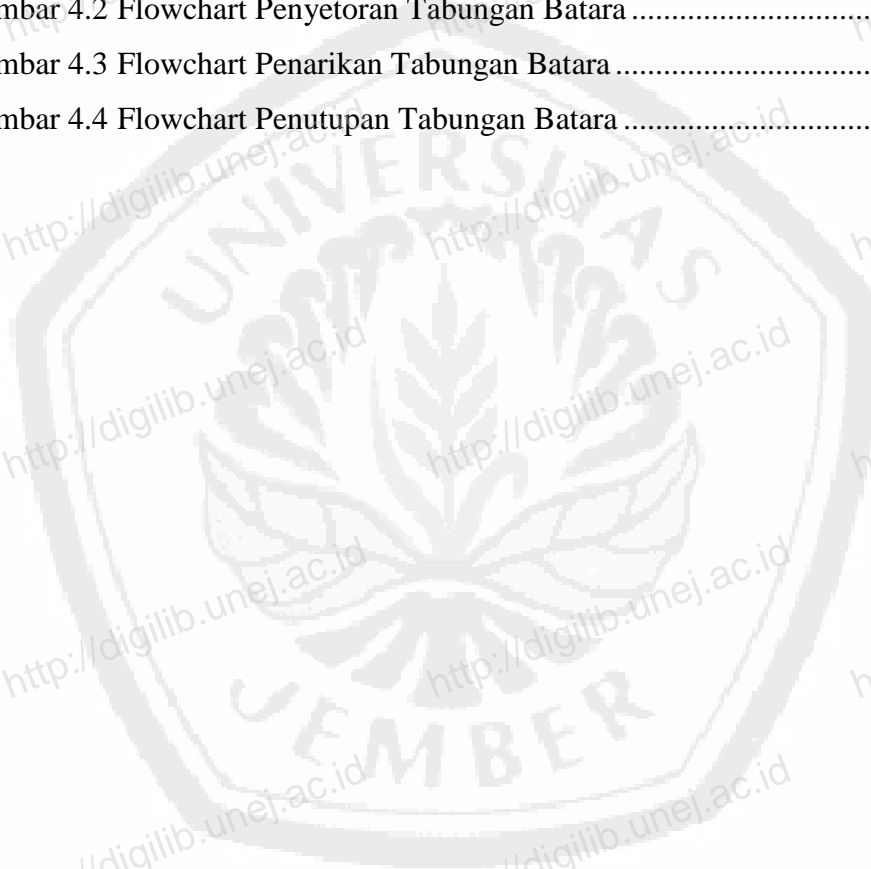 mbar 4.2 Flowchart Penyetoran Tabungan Batara ..............................
mbar 4.3 Flowchart Penarikan Tabungan Batara ................................
mbar 4.4 Flowchart Penutupan Tabungan Batara ...............................
http://digilib.unej.ac.id http://digilib.unej.ac.id
UNIVERSITAS
http://digilib.unej.ac.id http://digilib.unej.ac.id
http://digilib.unej.ac.id http://digilib.unej.ac.id
JEMBER
//digilib.unej.ac.id //digilib.unej.ac.id